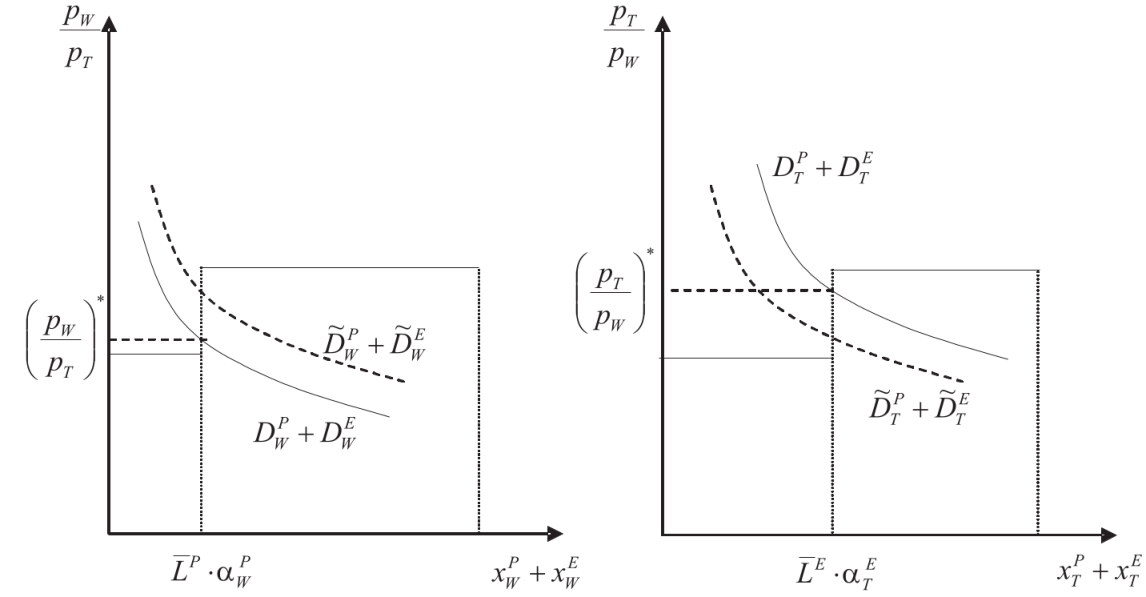 p_W / p_T
(p_W / p_T)^*
D̃_W^P + D̃_W^E
D_W^P + D_W^E
L̄^P · α_W^P
x_W^P + x_W^E
p_T / p_W
D_T^P + D_T^E
(p_T / p_W)^*
D̃_T^P + D̃_T^E
L̄^E · α_T^E
x_T^P + x_T^E